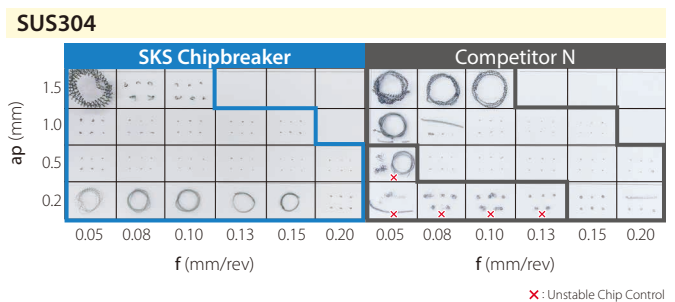 SUS304
SKS Chipbreaker
Competitor N
ap (mm)
1.5
1.0
0.5
0.2
0.05 0.08 0.10 0.13 0.15 0.20 0.05 0.08 0.10 0.13 0.15 0.20
f (mm/rev) f (mm/rev)
× : Unstable Chip Control